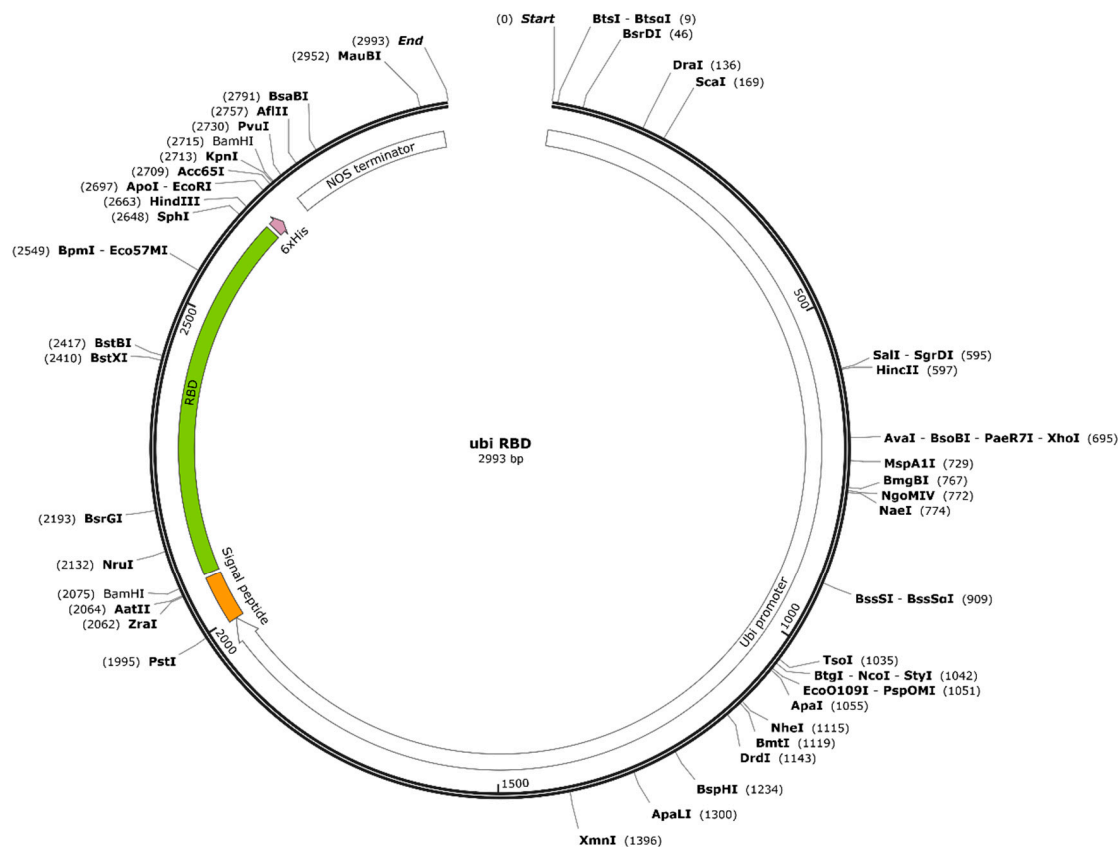 (0) Start
BtsI - BtsαI (9)
BsrDI (46)
DraI (136)
ScaI (169)
500
SalI - SgrDI (595)
HincII (597)
AvaI - BsoBI - PaeR7I - XhoI (695)
MspA1I (729)
BmgBI (767)
NgoMIV (772)
NaeI (774)
BssSI - BssSαI (909)
1000
Ubi promoter
TsoI (1035)
BtgI - NcoI - StyI (1042)
EcoO109I - PspOMI (1051)
ApaI (1055)
NheI (1115)
BmtI (1119)
DrdI (1143)
BspHI (1234)
ApaLI (1300)
XmnI (1396)
1500
(1995) PstI
2000
Signal peptide
(2062) ZraI
(2064) AatII
(2075) BamHI
(2132) NruI
(2193) BsrGI
RBD
(2410) BstXI
(2417) BstBI
2500
(2549) BpmI - Eco57MI
6xHis
(2648) SphI
(2663) HindIII
(2697) ApoI - EcoRI
(2709) Acc65I
(2713) KpnI
(2715) BamHI
(2730) PvuI
(2757) AflII
(2791) BsaBI
NOS terminator
(2952) MauBI
(2993) End
ubi RBD
2993 bp